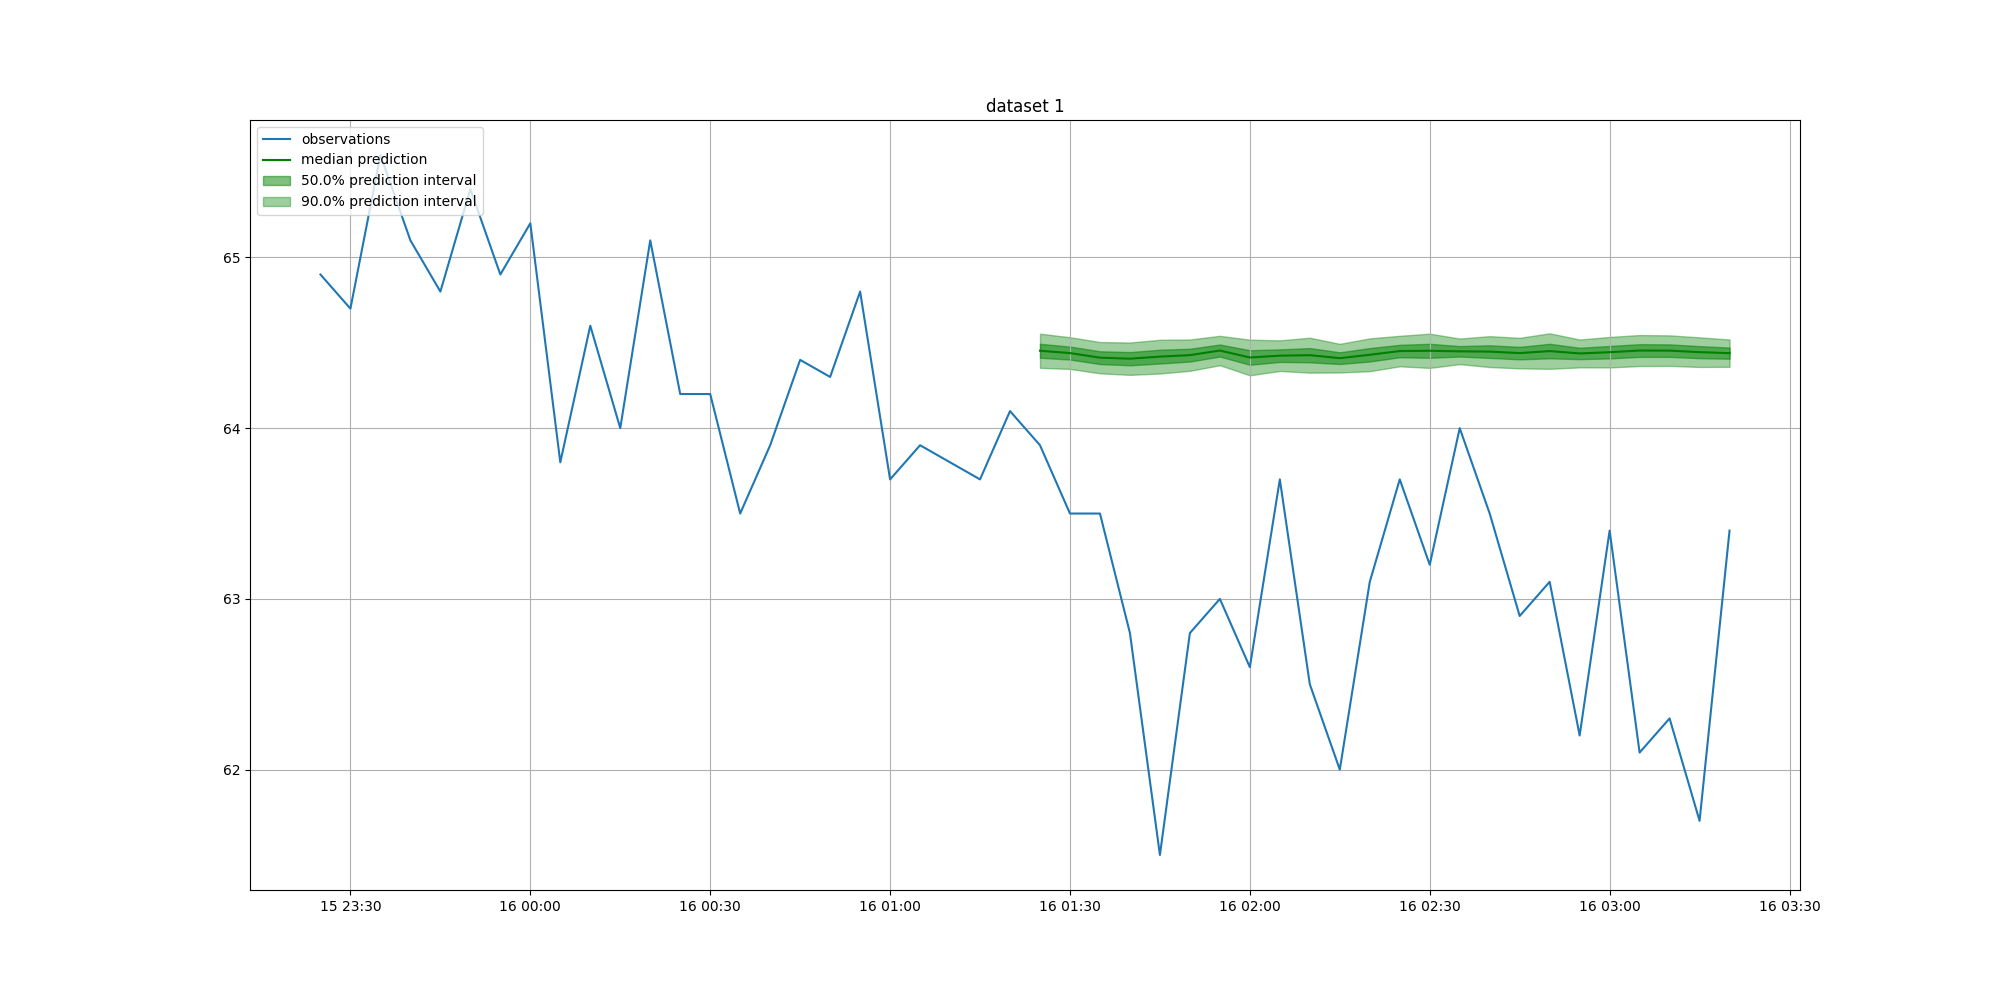 dataset 1
observations
median prediction
50.0% prediction interval
90.0% prediction interval
65
64
63
62
15 23:30
16 00:00
16 00:30
16 01:00
16 01:30
16 02:00
16 02:30
16 03:00
16 03:30